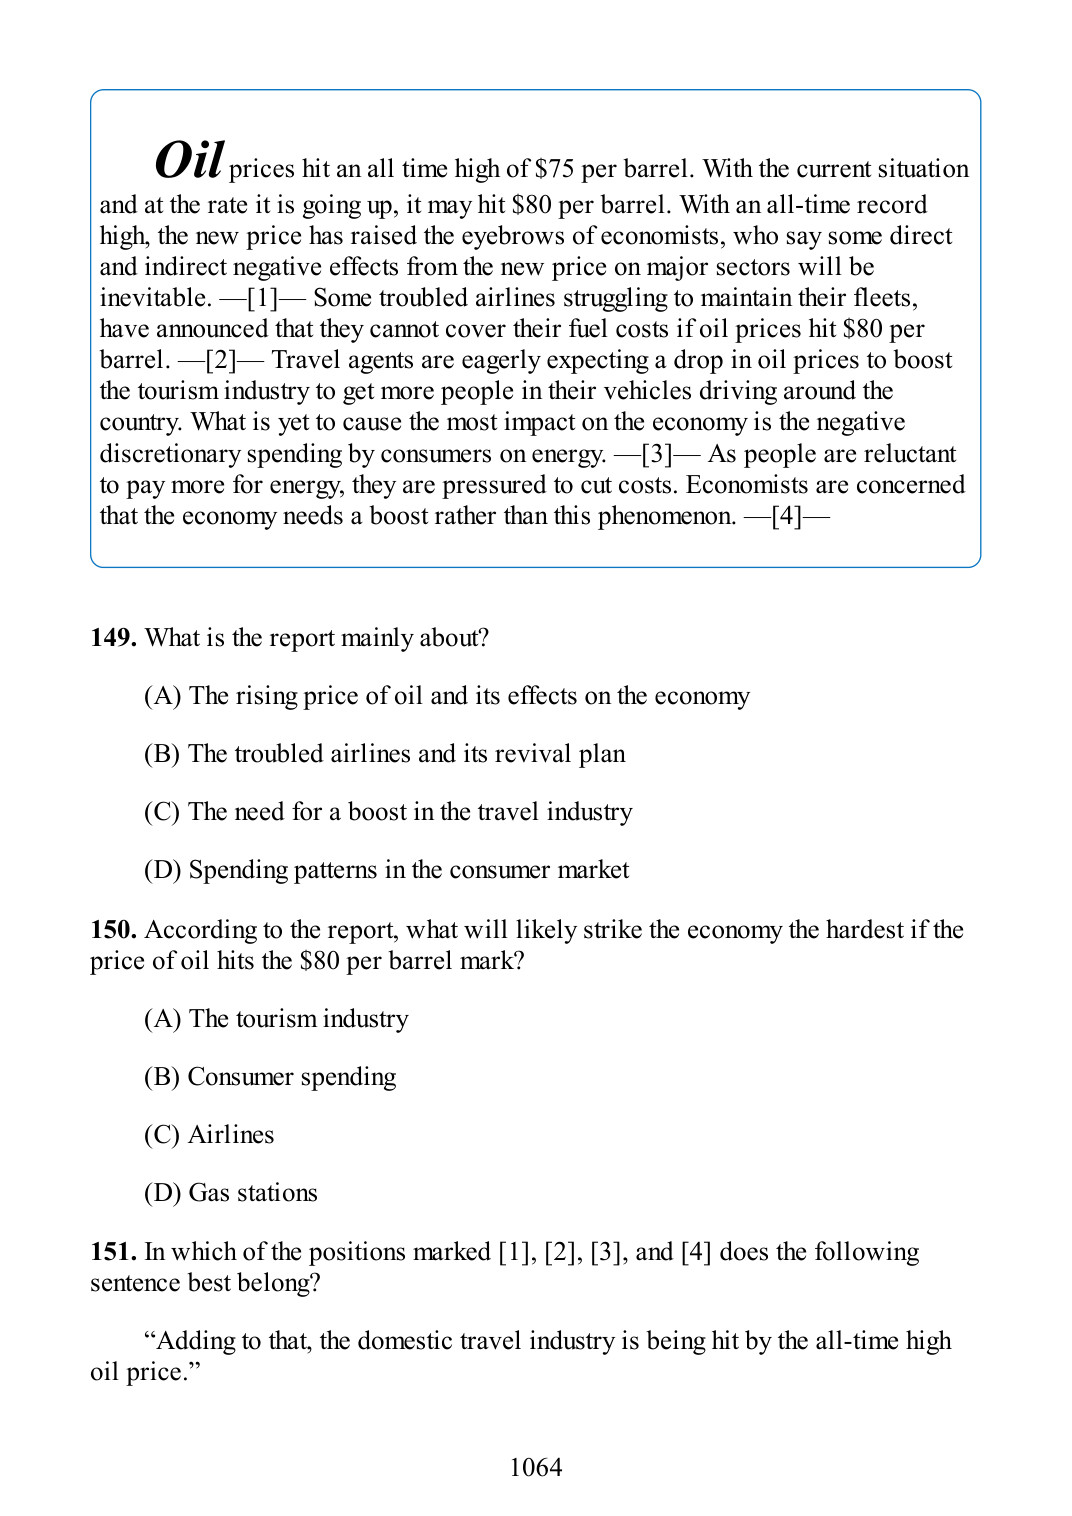 Oil prices hit an all time high of $75 per barrel. With the current situation
and at the rate it is going up, it may hit $80 per barrel. With an all-time record
high, the new price has raised the eyebrows of economists, who say some direct
and indirect negative effects from the new price on major sectors will be
inevitable. —[1]— Some troubled airlines struggling to maintain their fleets,
have announced that they cannot cover their fuel costs if oil prices hit $80 per
barrel. —[2]— Travel agents are eagerly expecting a drop in oil prices to boost
the tourism industry to get more people in their vehicles driving around the
country. What is yet to cause the most impact on the economy is the negative
discretionary spending by consumers on energy. —[3]— As people are reluctant
to pay more for energy, they are pressured to cut costs. Economists are concerned
that the economy needs a boost rather than this phenomenon. —[4]—
149. What is the report mainly about?
(A) The rising price of oil and its effects on the economy
(B) The troubled airlines and its revival plan
(C) The need for a boost in the travel industry
(D) Spending patterns in the consumer market
150. According to the report, what will likely strike the economy the hardest if the
price of oil hits the $80 per barrel mark?
(A) The tourism industry
(B) Consumer spending
(C) Airlines
(D) Gas stations
151. In which of the positions marked [1], [2], [3], and [4] does the following
sentence best belong?
“Adding to that, the domestic travel industry is being hit by the all-time high
oil price.”
1064